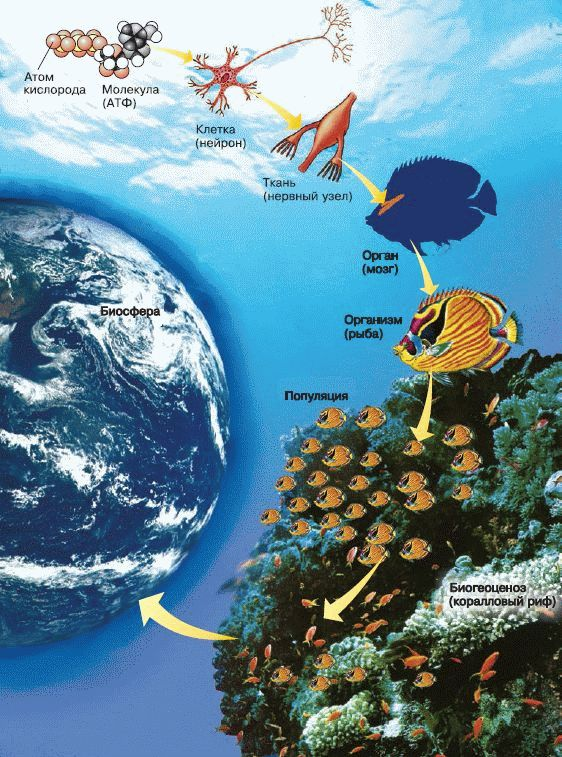 Атом
кислорода
Молекула
(АТФ)
Клетка
(нейрон)
Ткань
(нервный узел)
Орган
(мозг)
Биосфера
Организм
(рыба)
Популяция
Биогеоценоз
(коралловый риф)